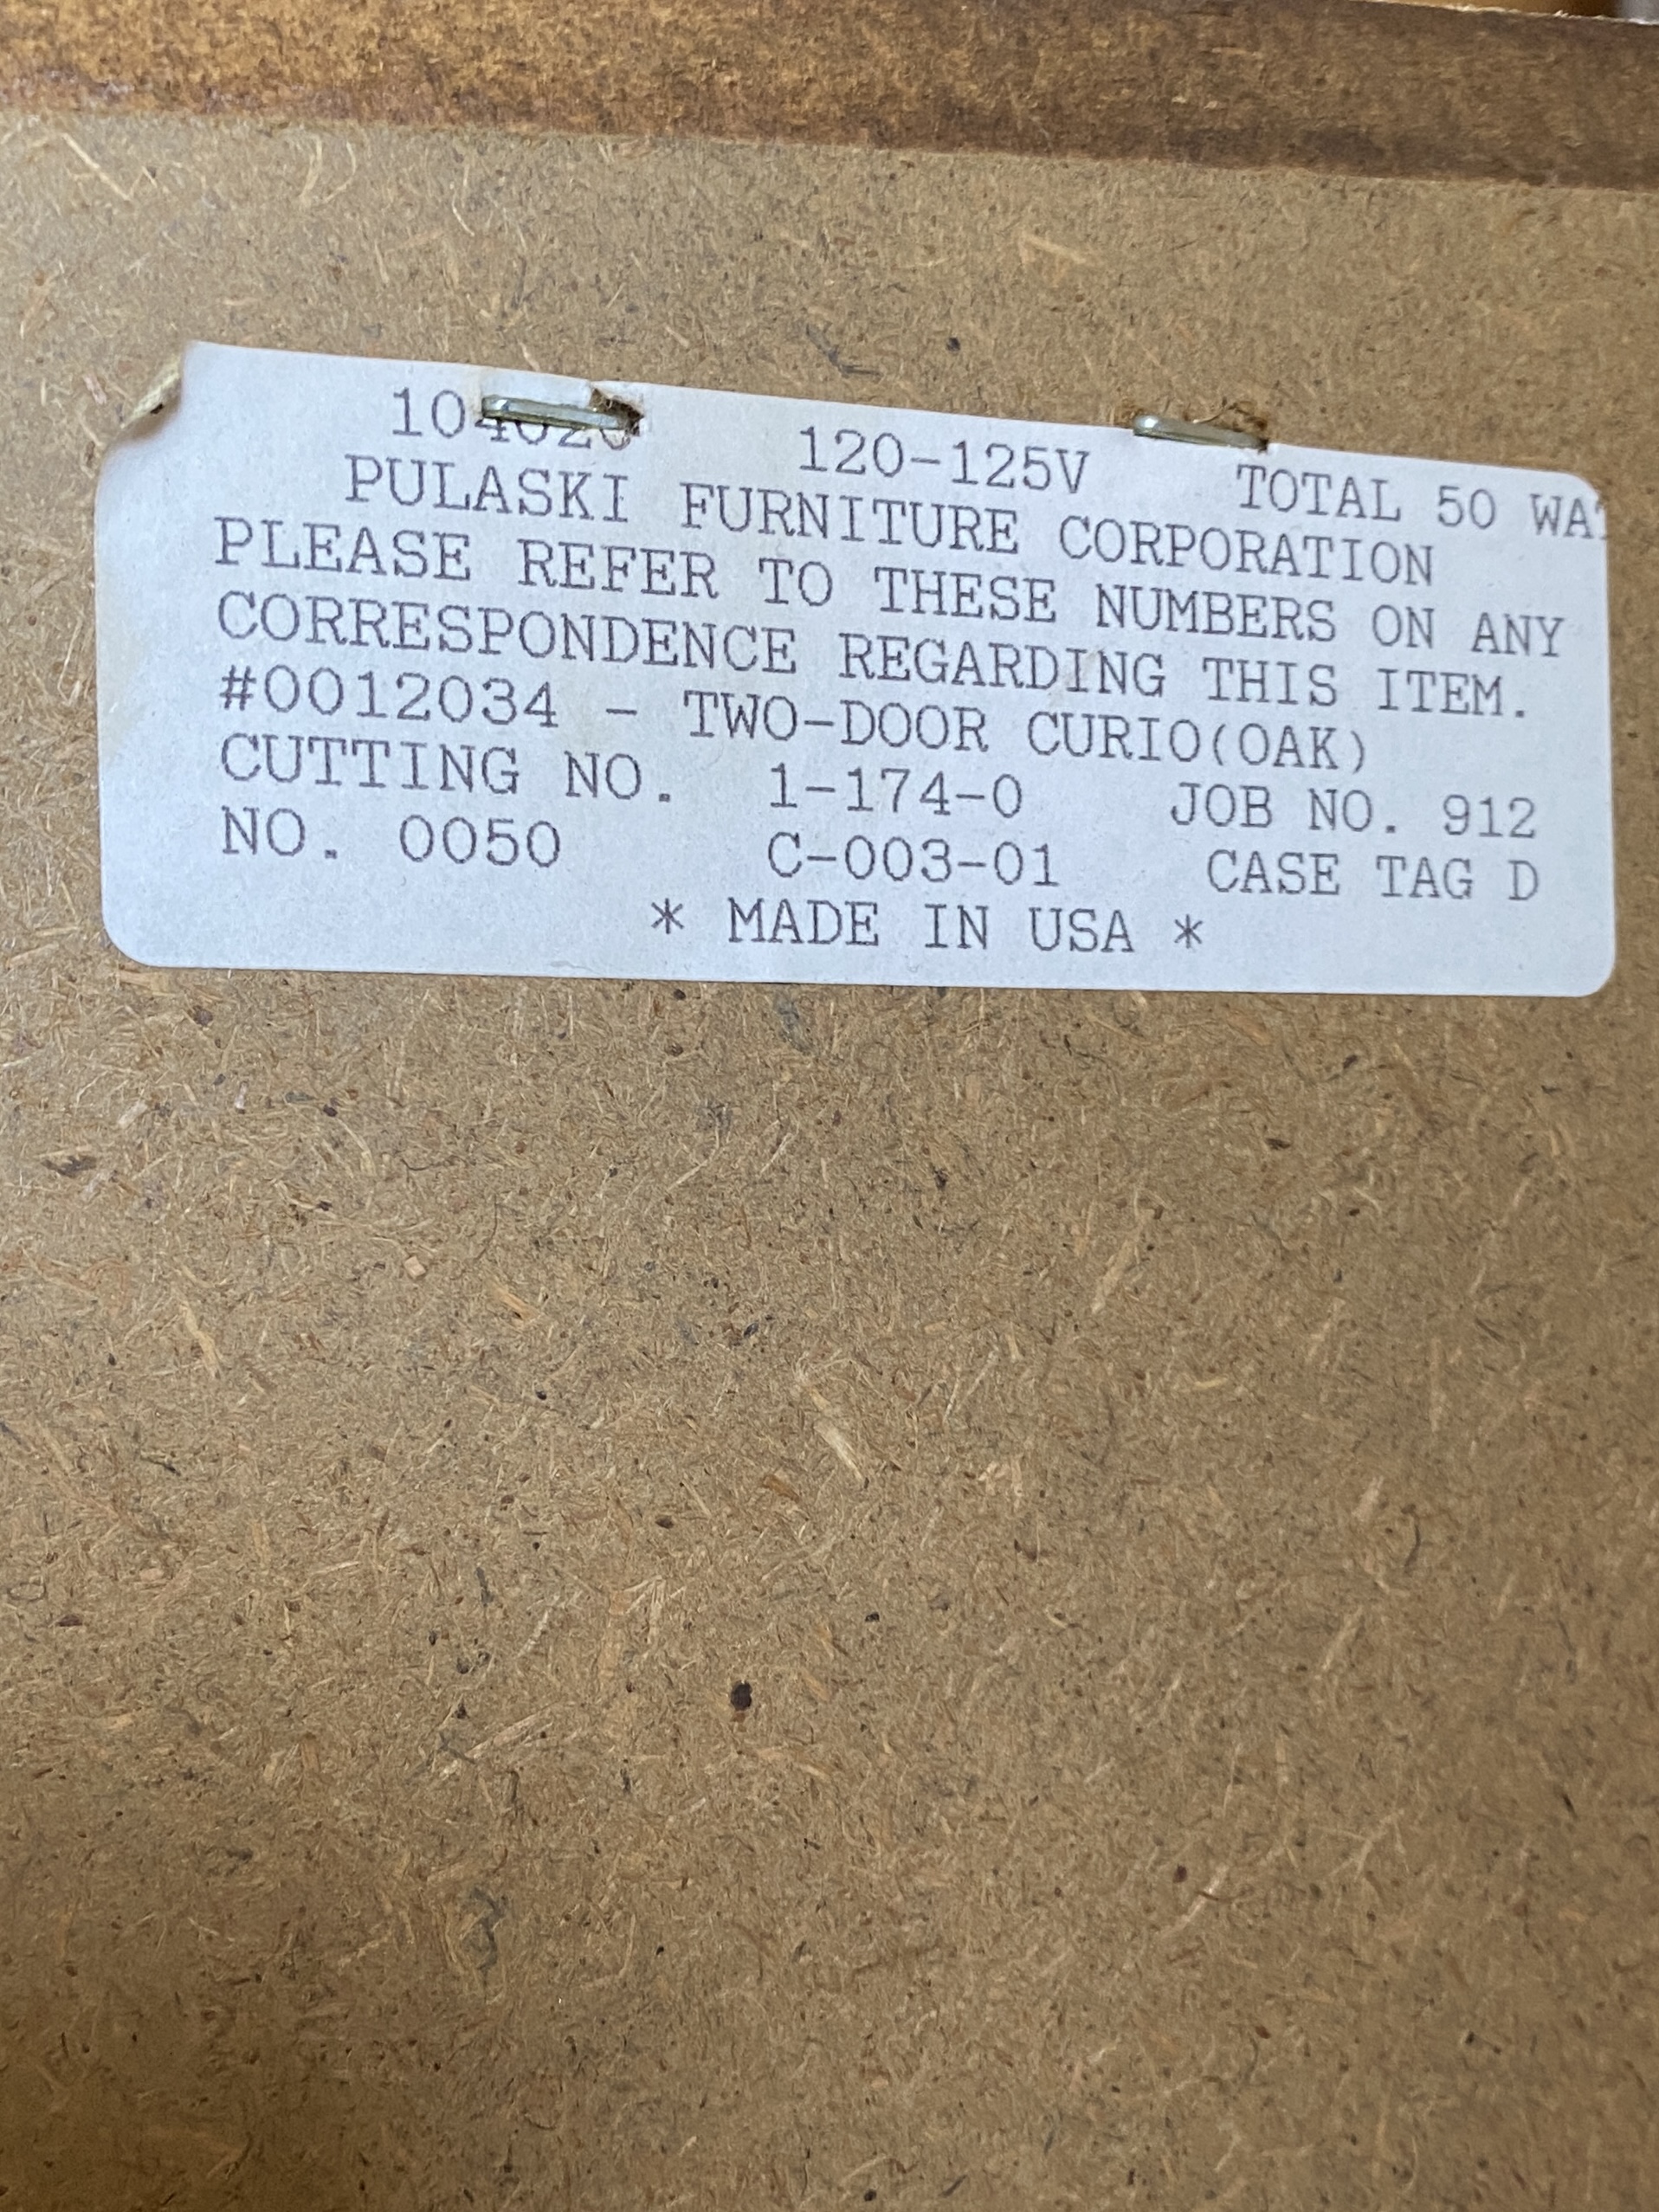 120-125V TOTAL 50
PULASKI FURNITURE CORPORATION
PLEASE REFER TO THESE NUMBERS ON ANY
CORRESPONDENCE REGARDING THIS ITEM.
#0012034 - TWO-DOOR CURIO(OAK)
CUTTING NO. 1-174-0 JOB NO. 912
NO. 0050 C-003-01 CASE TAG D
* MADE IN USA *